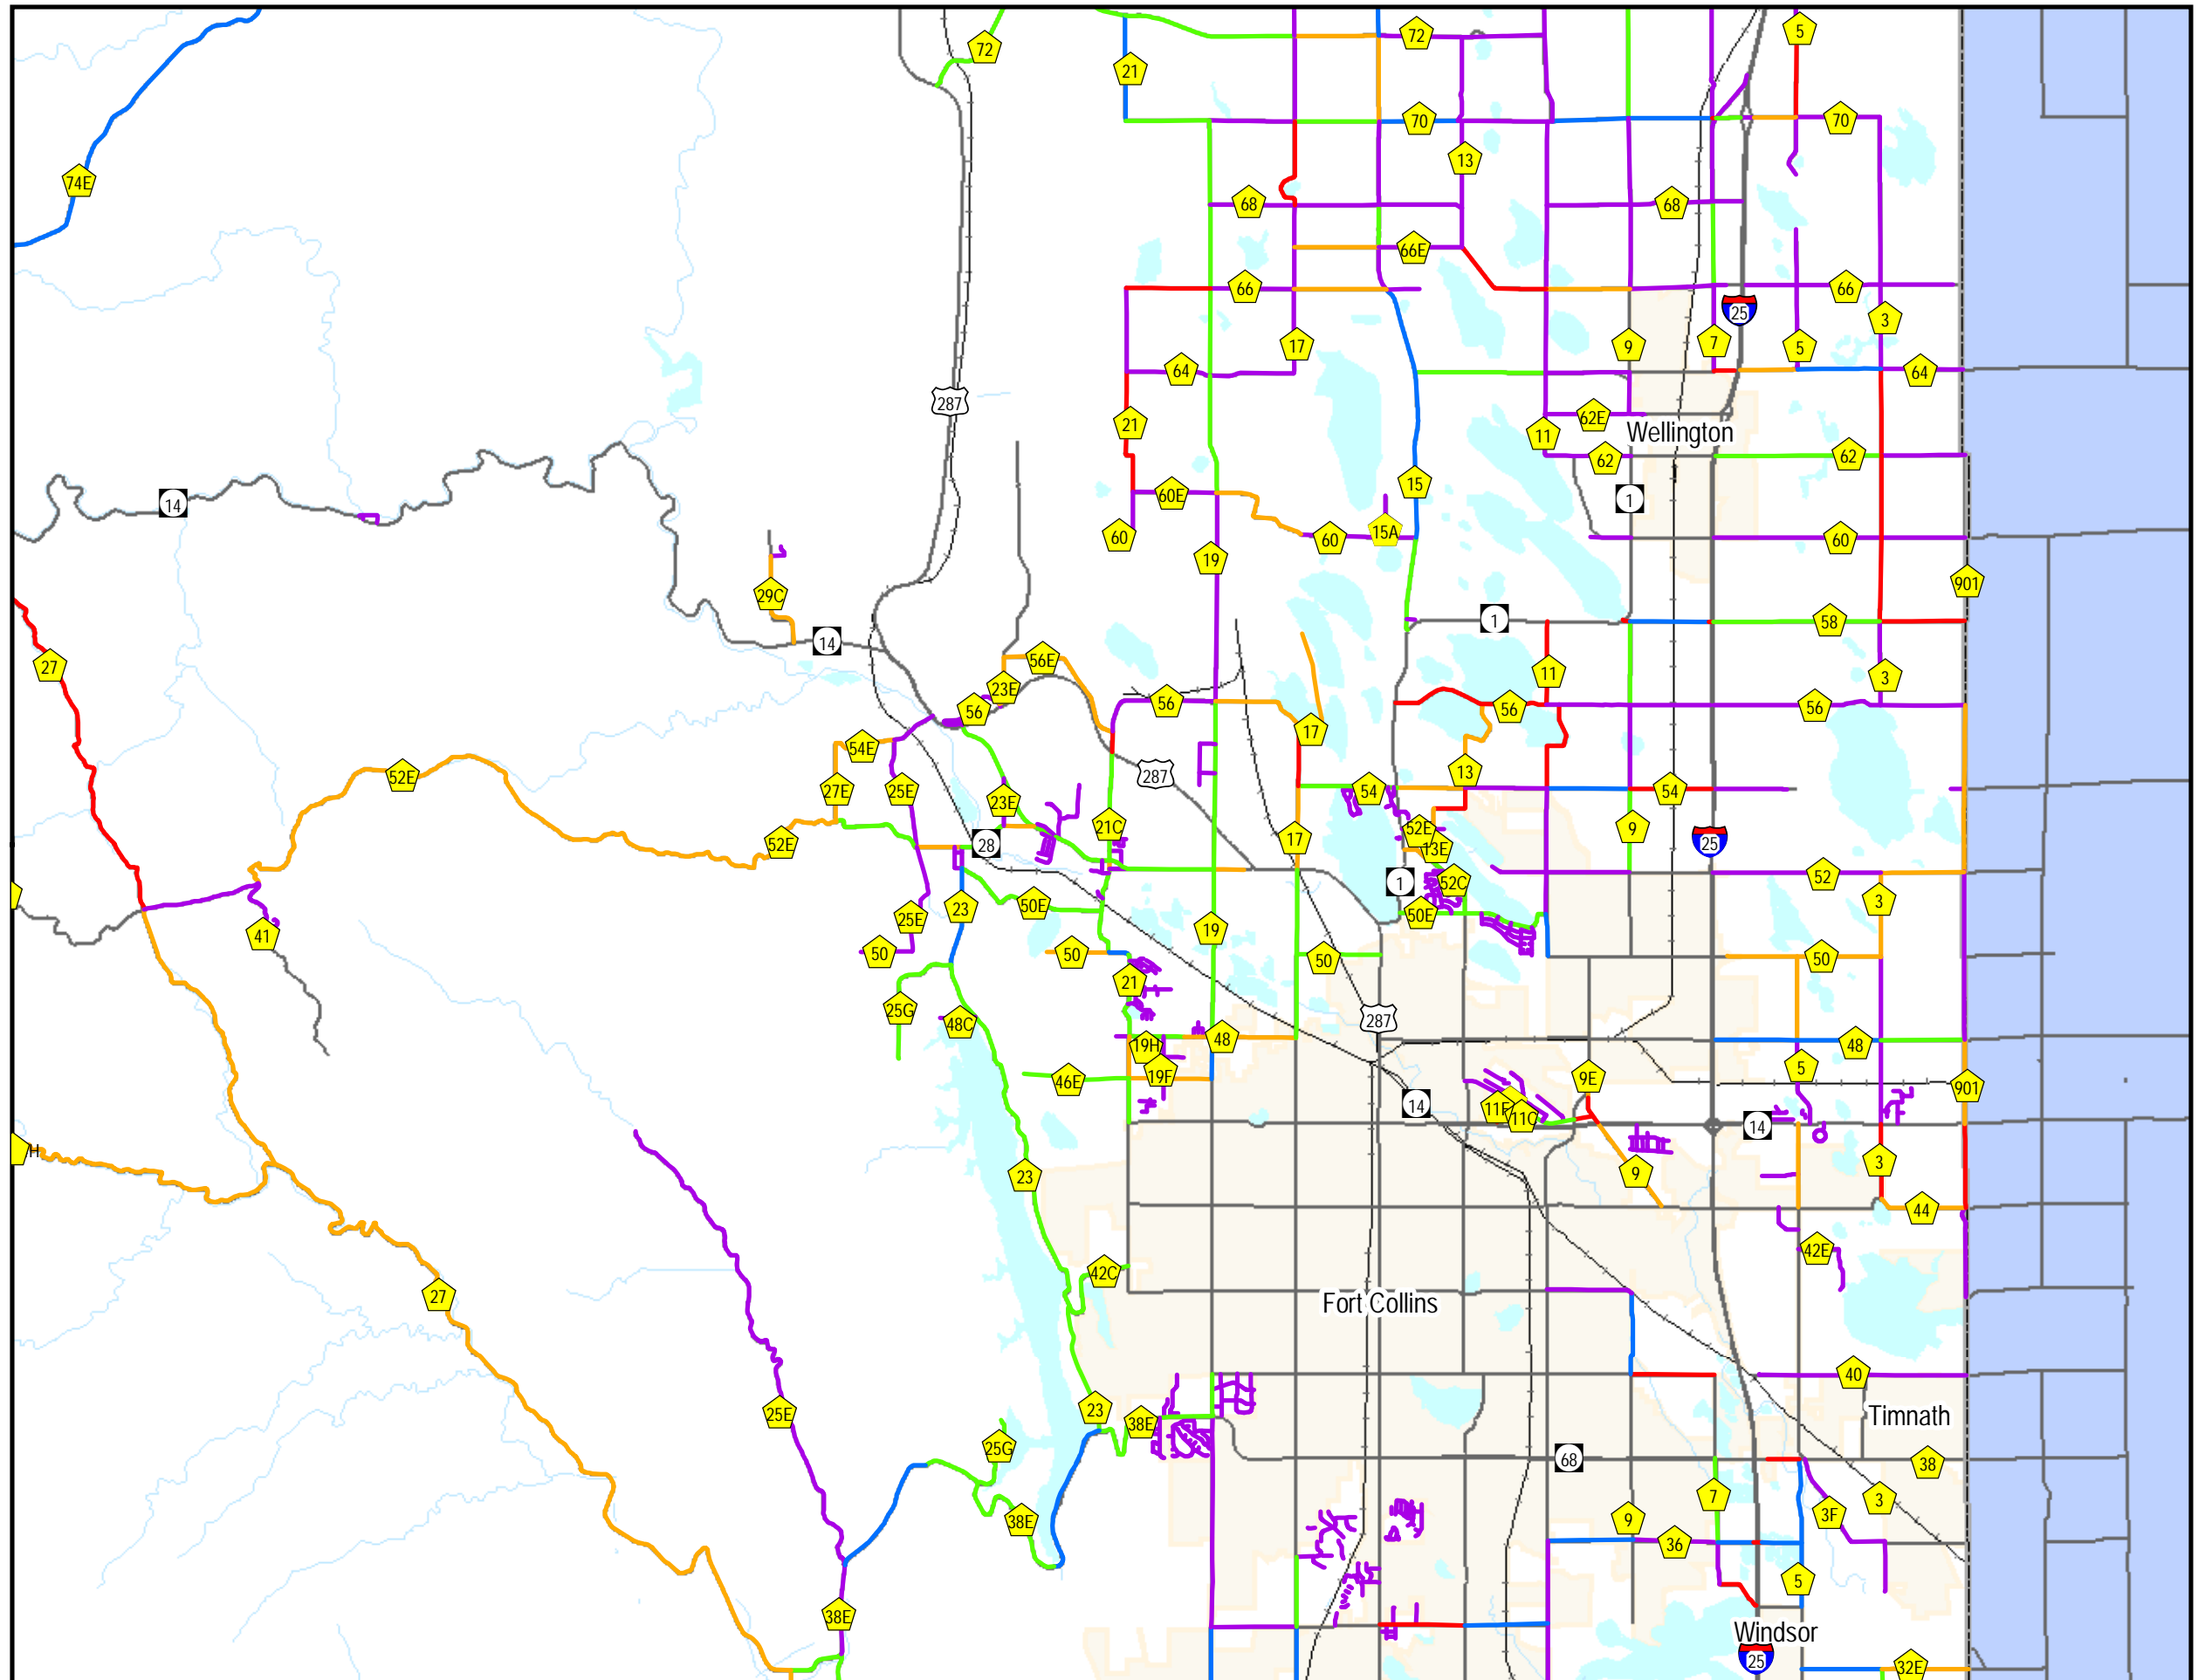 5
72
72
21
70
70
13
74E
68
68
66E
66
66
25
3
17
9
7
5
64
64
287
21
62E
11
Wellington
62
62
15
60E
1
14
15A
60
60
60
19
901
29C
1
58
14
56E
27
11
3
23E
56
56
56
56
17
54E
287
13
52E
27E
25E
54
54
23E
21C
52E
9
17
25
28
52E
13E
52
1
52C
3
23
50E
25E
50E
19
41
50
50
50
50
21
25G
287
48C
48
48
19H
5
19F
46E
9E
901
14
11F
11C
14
H
3
9
23
44
42E
42C
27
Fort Collins
40
23
25E
Timnath
38E
25G
68
38
7
3
3F
38E
9
36
5
38E
Windsor
25
32E